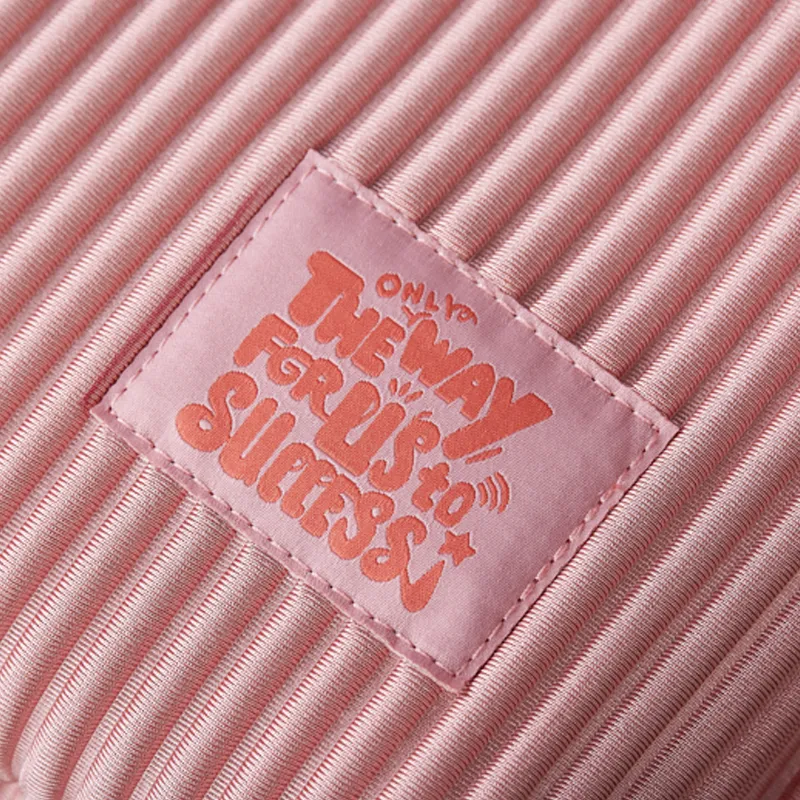 ONLY
THE WAY
FOR US to
SUCCESS!